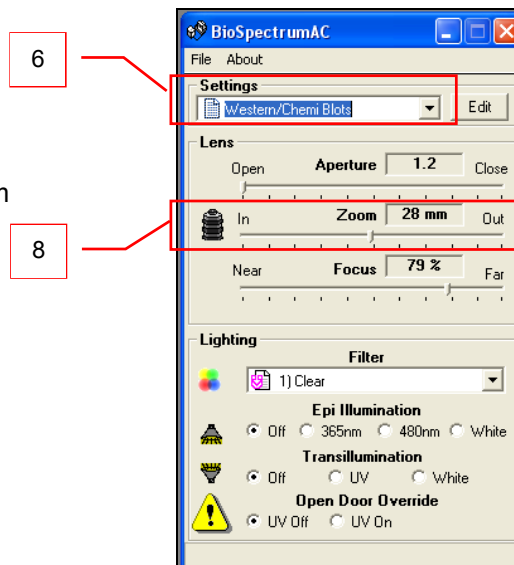 BioSpectrumAC
File About
6
Settings
Western/Chemi Blots Edit
Lens
Open Aperture 1.2 Close
m
In Zoom 28 mm Out
8
Near Focus 79 % Far
Lighting
Filter
1) Clear
Epi Illumination
Off 365nm 480nm White
Transillumination
Off UV White
Open Door Override
UV Off UV On